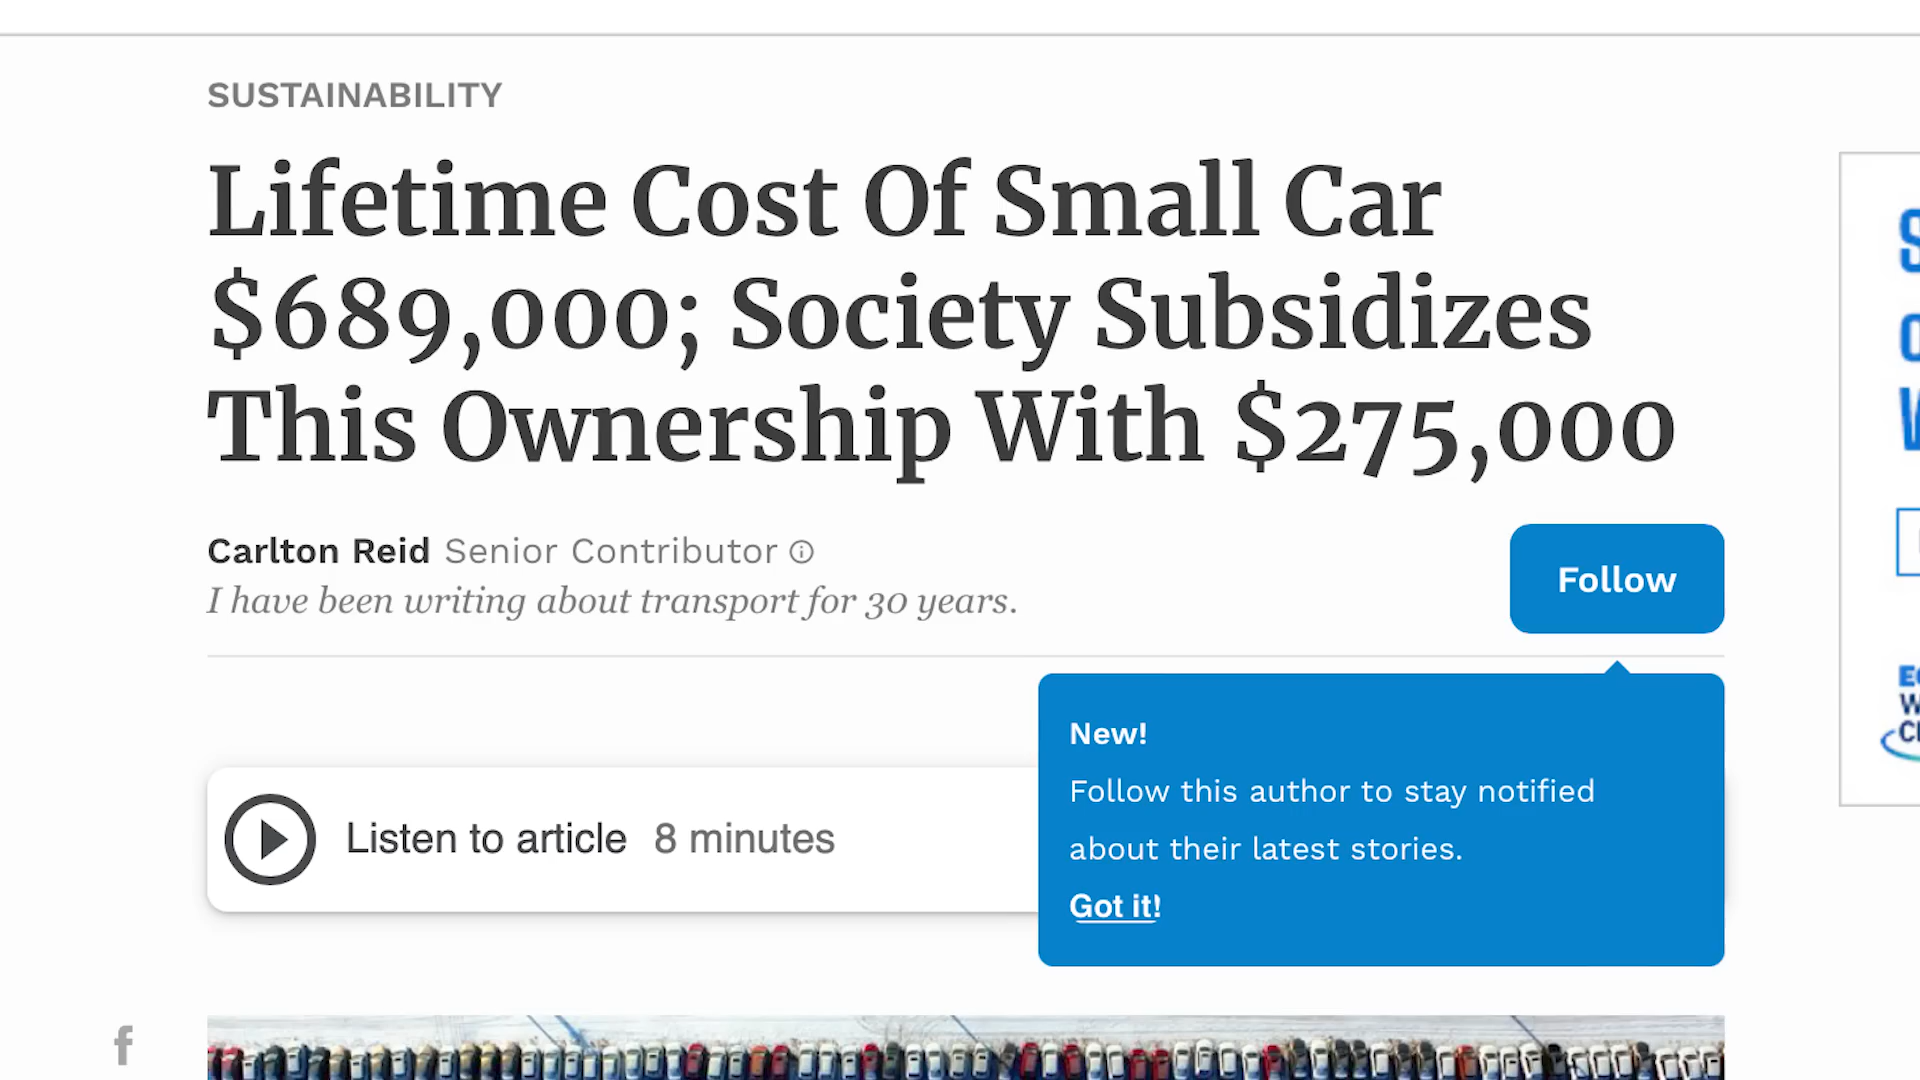 SUSTAINABILITY
Lifetime Cost Of Small Car
$689,000; Society Subsidizes
This Ownership With $275,000
Carlton Reid Senior Contributor
I have been writing about transport for 30 years.
Follow
New!
Follow this author to stay notified
about their latest stories.
Got it!
Listen to article 8 minutes